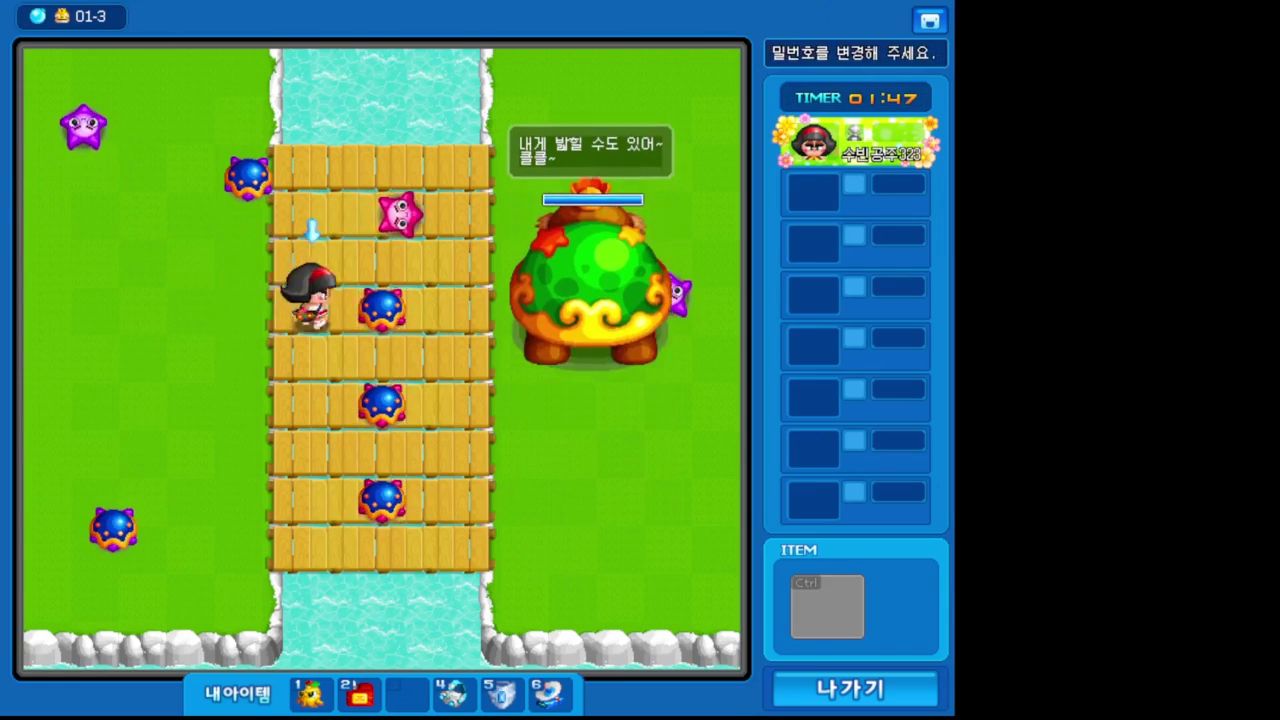 01-3
밀번호를 변경해 주세요.
TIMER 01:47
수빈공주323
내게 밟힐 수도 있어~
클클~
ITEM
Ctrl
내아이템
1
2
4
5
6
나가기